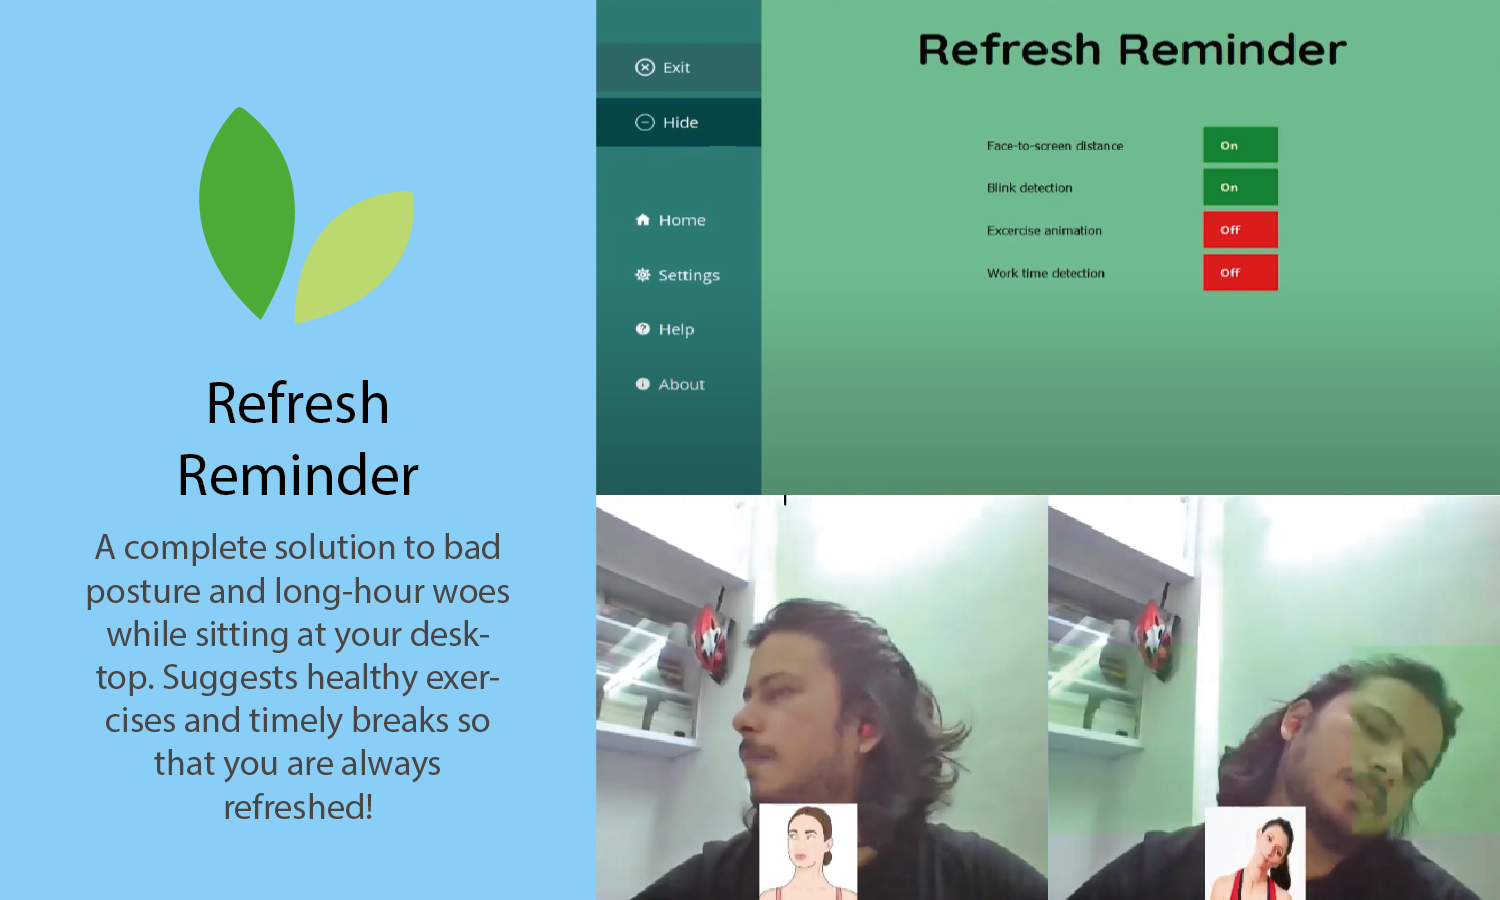 Refresh
Reminder
A complete solution to bad
posture and long-hour woes
while sitting at your desk-
top. Suggests healthy exer-
cises and timely breaks so
that you are always
refreshed!
Exit
Hide
Home
Settings
Help
About
Refresh Reminder
Face-to-screen distance On
Blink detection On
Excercise animation Off
Work time detection Off